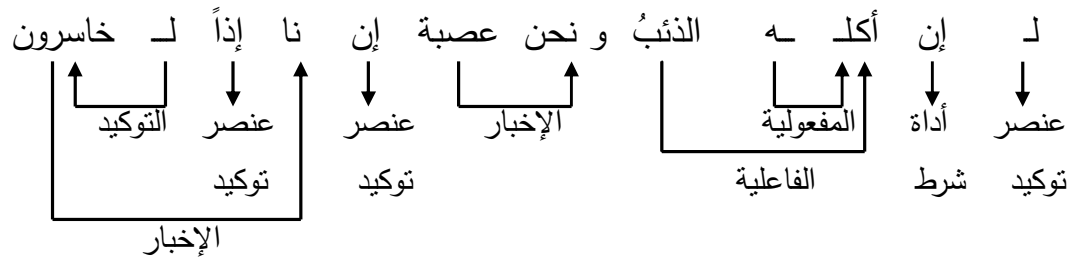 لـ إن أكلـ ـه الذئبُ و نحن عصبة إن نا إذاً لـ خاسرون
عنصر أداة المفعولية الإخبار عنصر عنصر التوكيد
توكيد شرط الفاعلية توكيد توكيد
الإخبار